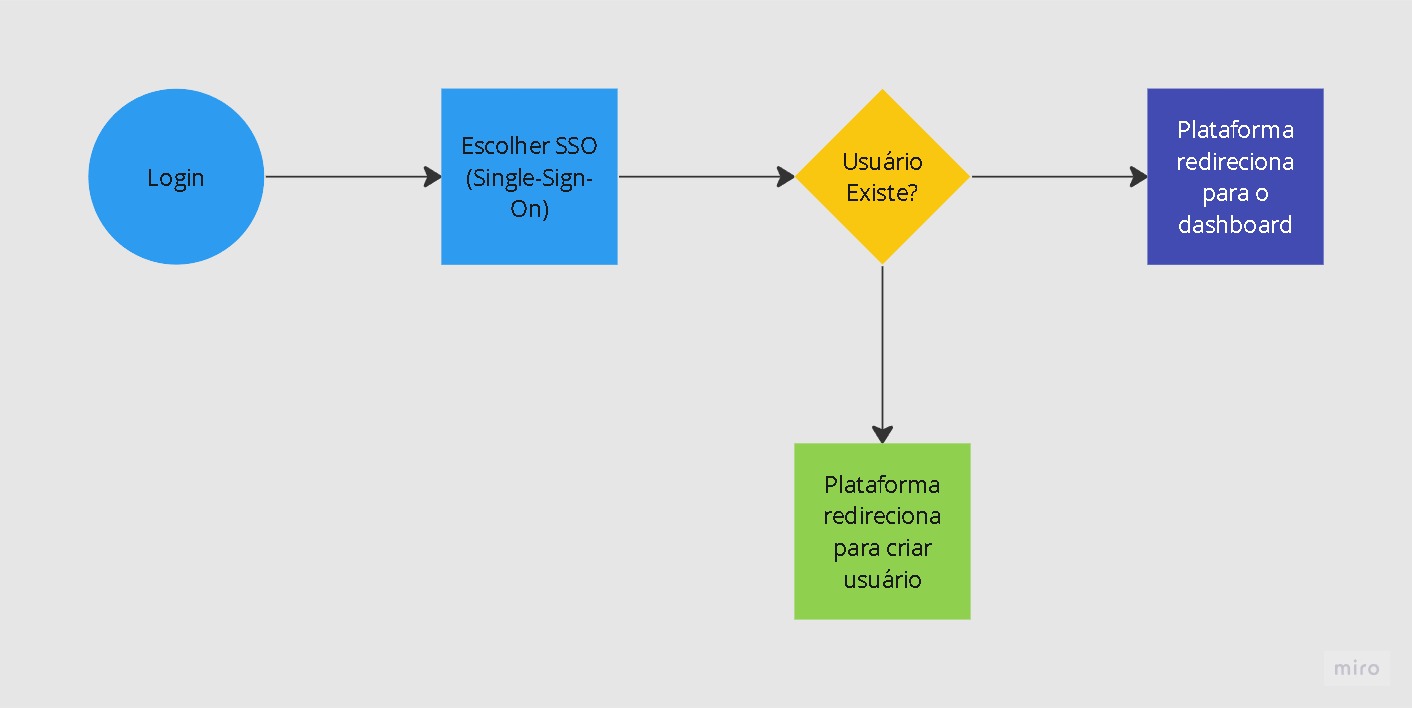 Login
Escolher SSO
(Single-Sign-
On)
Usuário
Existe?
Plataforma
redireciona
para o
dashboard
Plataforma
redireciona
para criar
usuário
miro